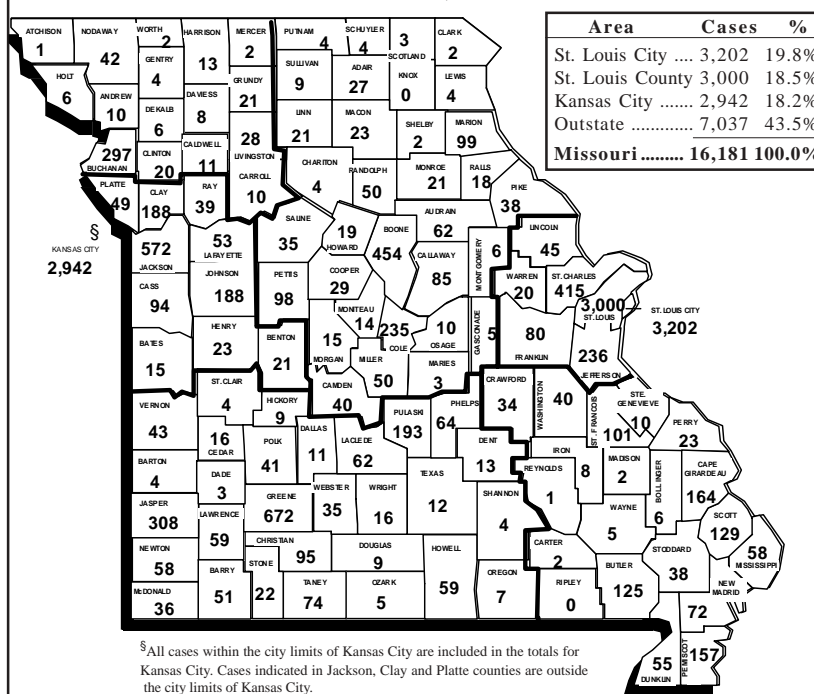 Area Cases %
St. Louis City .... 3,202 19.8%
St. Louis County 3,000 18.5%
Kansas City ....... 2,942 18.2%
Outstate ............. 7,037 43.5%
Missouri ......... 16,181 100.0%
ATCHISON
1
NODAWAY
42
WORTH
2
HARRISON
13
MERCER
2
PUTNAM
4
SCHUYLER
4
3
SCOTLAND
CLARK
2
HOLT
6
GENTRY
4
SULLIVAN
9
ADAIR
27
KNOX
0
LEWIS
4
ANDREW
10
DEKALB
6
DAVIESS
8
GRUNDY
21
LINN
21
MACON
23
SHELBY
2
MARION
99
297
BUCHANAN
CLINTON
20
CALDWELL
11
28
LIVINGSTON
CHARITON
4
RANDOLPH
50
MONROE
21
RALLS
18
PIKE
38
PLATTE
49
CLAY
188
RAY
39
CARROLL
10
SALINE
35
19
HOWARD
BOONE
454
AUDRAIN
62
§
KANSAS CITY
2,942
572
JACKSON
53
LAFAYETTE
COOPER
29
CALLAWAY
85
6
MONTGOMERY
LINCOLN
45
WARREN
20
ST. CHARLES
415
CASS
94
JOHNSON
188
PETTIS
98
MONITEAU
14
235
COLE
10
OSAGE
GASCONADE
5
80
FRANKLIN
3,000
ST. LOUIS
ST. LOUIS CITY
3,202
236
JEFFERSON
BATES
15
HENRY
23
BENTON
21
15
MORGAN
MILLER
50
MARIES
3
CAMDEN
40
VERNON
43
ST. CLAIR
4
HICKORY
9
PULASKI
193
PHELPS
64
CRAWFORD
34
WASHINGTON
40
ST. FRANCOIS
101
STE.
GENEVIEVE
10
PERRY
23
16
CEDAR
POLK
41
DALLAS
11
LACLEDE
62
DENT
13
IRON
8
MADISON
2
BOLLINGER
6
CAPE
GIRARDEAU
164
BARTON
4
DADE
3
GREENE
672
WEBSTER
35
WRIGHT
16
TEXAS
12
REYNOLDS
1
SHANNON
4
WAYNE
5
SCOTT
129
JASPER
308
LAWRENCE
59
CHRISTIAN
95
DOUGLAS
9
HOWELL
59
CARTER
2
STODDARD
38
58
MISSISSIPPI
NEWTON
58
BARRY
51
STONE
22
TANEY
74
OZARK
5
OREGON
7
RIPLEY
0
BUTLER
125
NEW
MADRID
72
McDONALD
36
55
DUNKLIN
PEMISCOT
157
§All cases within the city limits of Kansas City are included in the totals for
Kansas City. Cases indicated in Jackson, Clay and Platte counties are outside
the city limits of Kansas City.